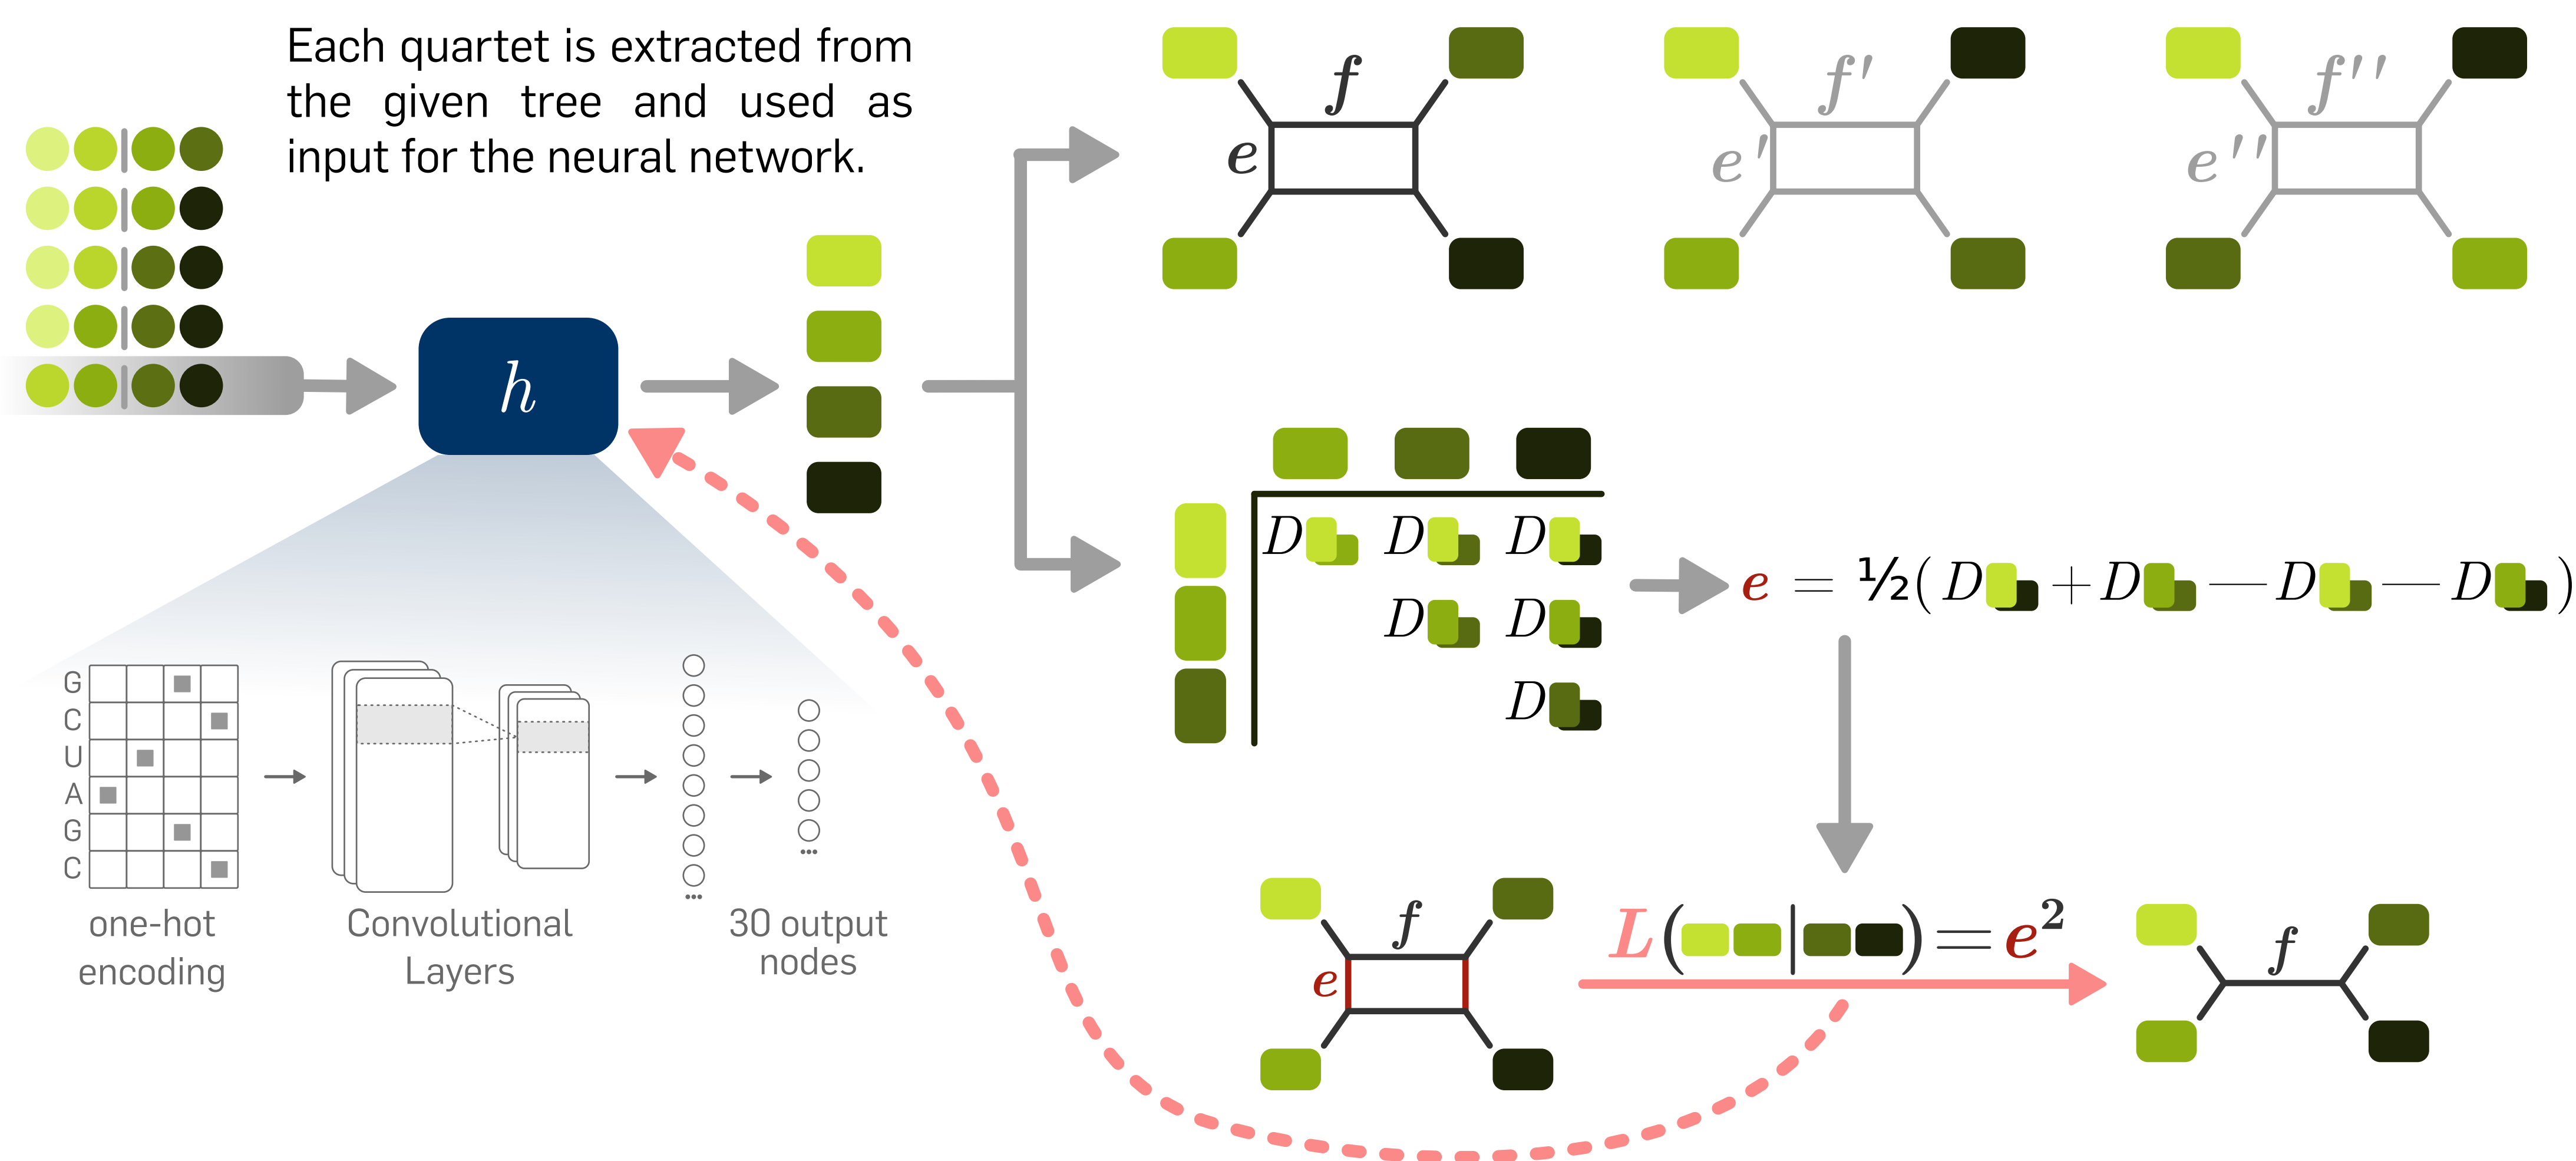 Each quartet is extracted from
the given tree and used as
input for the neural network.
f
f'
f''
e
e'
e''
h
D D D
D D
D
e = ½( D + D — D — D )
G
C
U
A
G
C
one-hot
encoding
Convolutional
Layers
...
...
30 output
nodes
f
e
L( | ) = e²
f